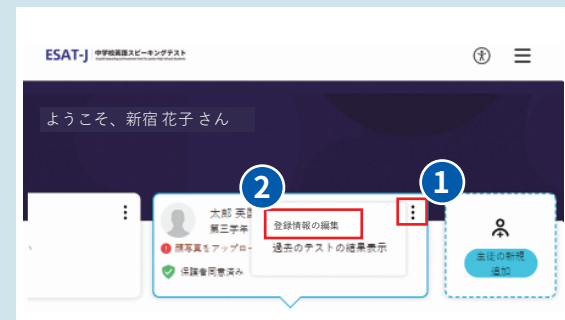 ESAT-J 中学校英語スピーキングテスト
ようこそ、新宿 花子 さん
1
2
太郎 英
第三学年
登録情報の編集
過去のテストの結果表示
顔写真をアップロー
保護者同意済み
生徒の新規
追加